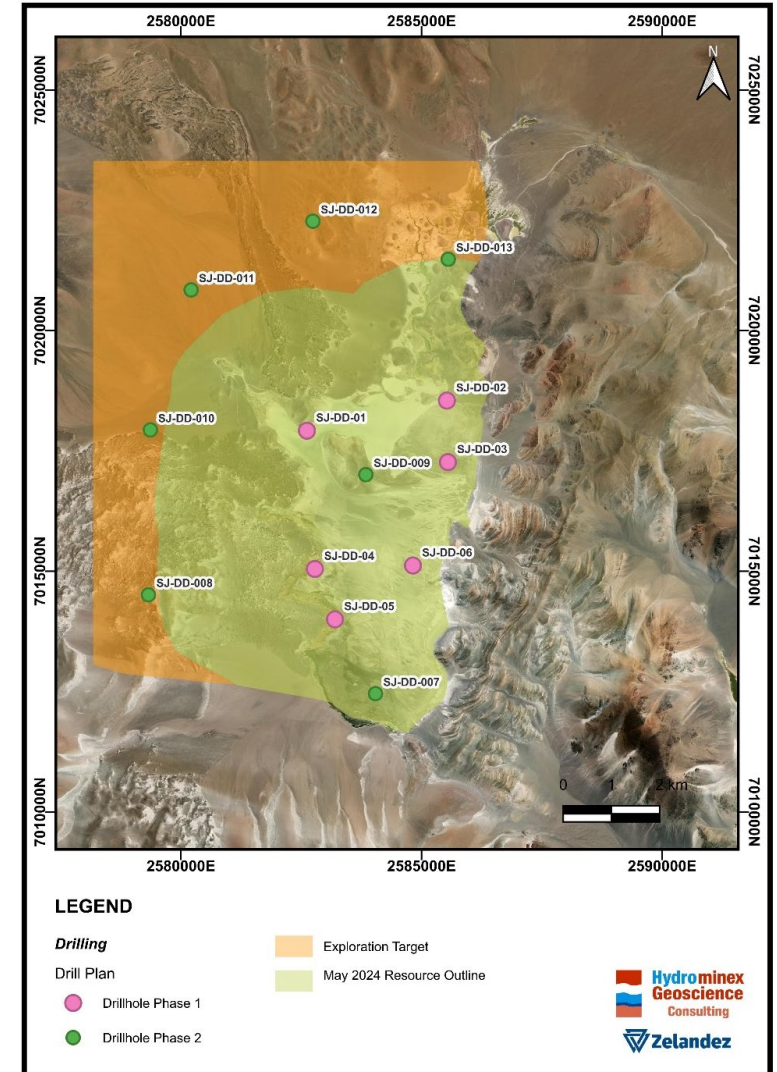 2580000E 2585000E 2590000E
7025000N 7025000N
N
SJ-DD-012
SJ-DD-013
SJ-DD-011
7020000N 7020000N
SJ-DD-02
SJ-DD-01
SJ-DD-010
SJ-DD-03
SJ-DD-009
SJ-DD-04
SJ-DD-06
7015000N 7015000N
SJ-DD-008
SJ-DD-05
SJ-DD-007
0 1 2 km
7010000N 7010000N
2580000E 2585000E 2590000E
LEGEND
Drilling
Drill Plan
Drillhole Phase 1
Drillhole Phase 2
Exploration Target
May 2024 Resource Outline
Hydrominex
Geoscience
Consulting
Zelandez